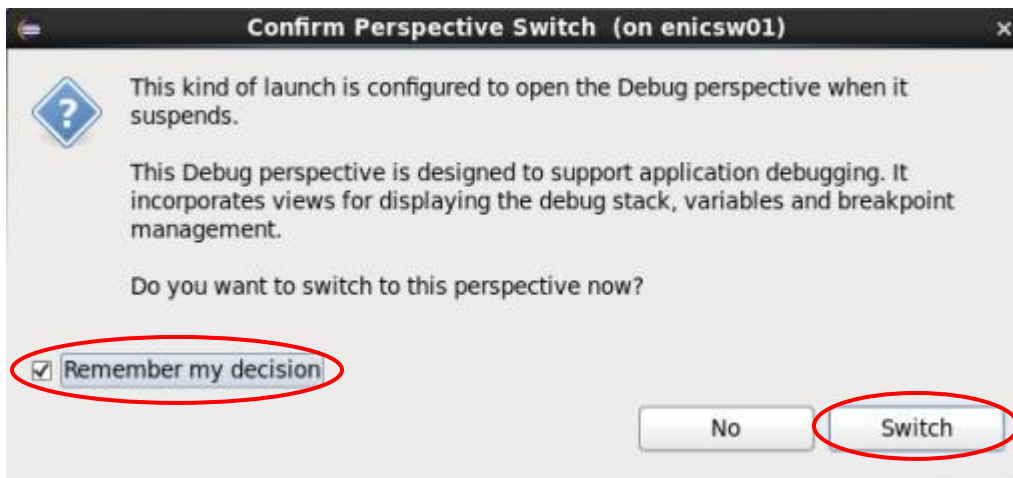 Confirm Perspective Switch (on enicsw01)
This kind of launch is configured to open the Debug perspective when it
suspends.
This Debug perspective is designed to support application debugging. It
incorporates views for displaying the debug stack, variables and breakpoint
management.
Do you want to switch to this perspective now?
Remember my decision
No
Switch